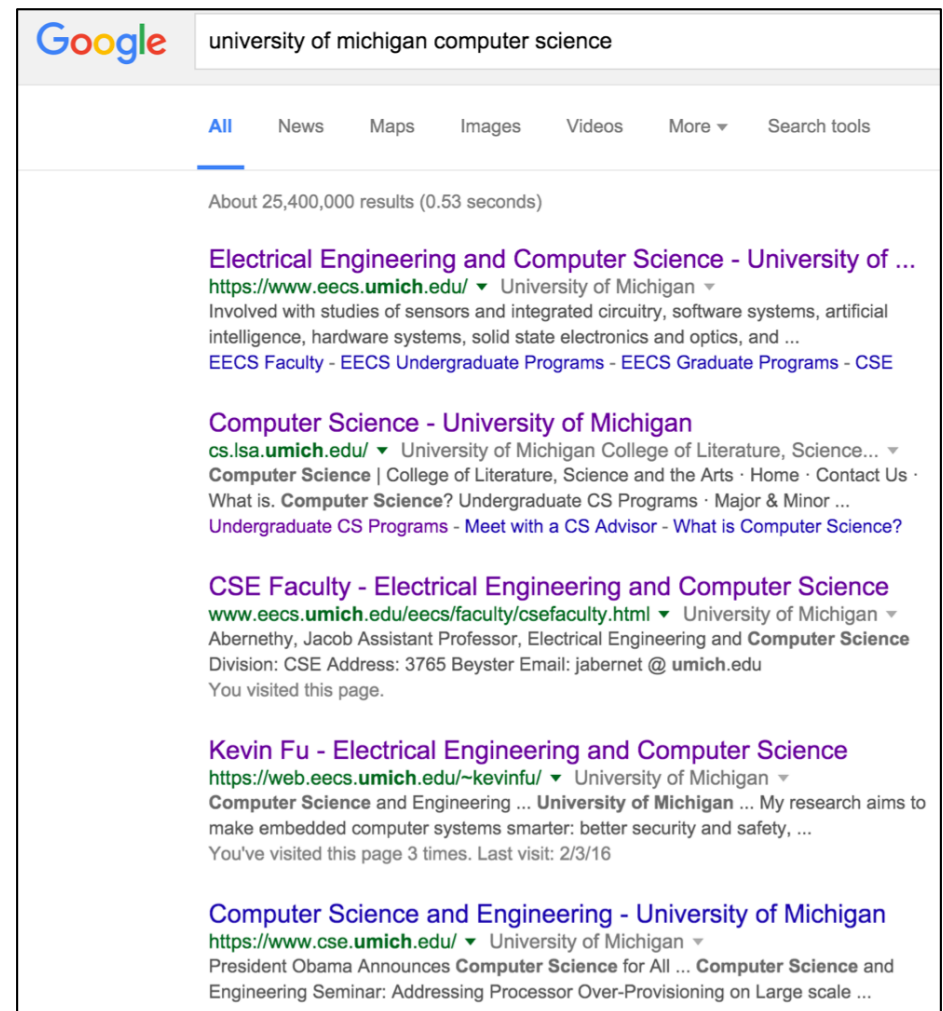 Google university of michigan computer science
All News Maps Images Videos More ▾ Search tools
About 25,400,000 results (0.53 seconds)
Electrical Engineering and Computer Science - University of ...
https://www.eecs.umich.edu/ ▾ University of Michigan ▾
Involved with studies of sensors and integrated circuitry, software systems, artificial
intelligence, hardware systems, solid state electronics and optics, and ...
EECS Faculty - EECS Undergraduate Programs - EECS Graduate Programs - CSE
Computer Science - University of Michigan
cs.lsa.umich.edu/ ▾ University of Michigan College of Literature, Science... ▾
Computer Science | College of Literature, Science and the Arts · Home · Contact Us ·
What is. Computer Science? Undergraduate CS Programs · Major & Minor ...
Undergraduate CS Programs - Meet with a CS Advisor - What is Computer Science?
CSE Faculty - Electrical Engineering and Computer Science
www.eecs.umich.edu/eecs/faculty/csefaculty.html ▾ University of Michigan ▾
Abernethy, Jacob Assistant Professor, Electrical Engineering and Computer Science
Division: CSE Address: 3765 Beyster Email: jabernet @ umich.edu
You visited this page.
Kevin Fu - Electrical Engineering and Computer Science
https://web.eecs.umich.edu/~kevinfu/ ▾ University of Michigan ▾
Computer Science and Engineering ... University of Michigan ... My research aims to
make embedded computer systems smarter: better security and safety, ...
You've visited this page 3 times. Last visit: 2/3/16
Computer Science and Engineering - University of Michigan
https://www.cse.umich.edu/ ▾ University of Michigan ▾
President Obama Announces Computer Science for All ... Computer Science and
Engineering Seminar: Addressing Processor Over-Provisioning on Large scale ...